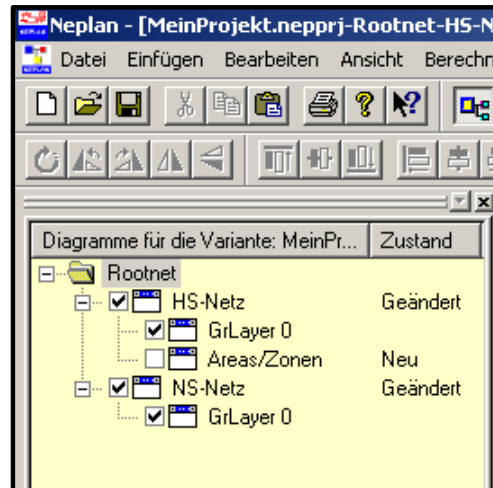 Neplan - [MeinProjekt.nepprj-Rootnet-HS-N
Datei Einfügen Bearbeiten Ansicht Berechn
Diagramme für die Variante: MeinPr... Zustand
Rootnet
HS-Netz Geändert
GrLayer 0
Areas/Zonen Neu
NS-Netz Geändert
GrLayer 0